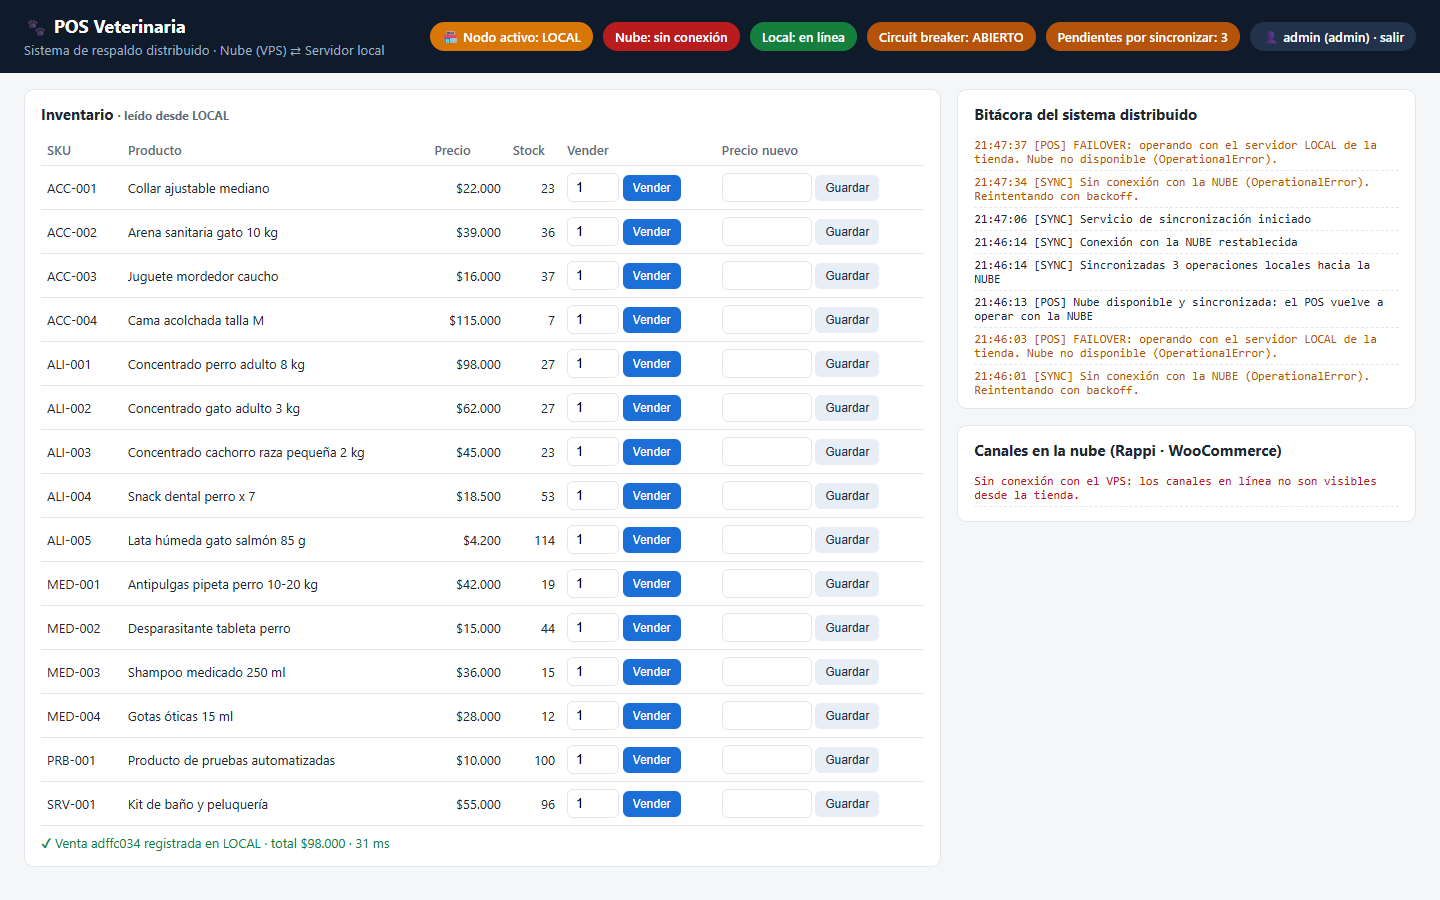 POS Veterinaria
Sistema de respaldo distribuido · Nube (VPS) ⇄ Servidor local
Nodo activo: LOCAL
Nube: sin conexión
Local: en línea
Circuit breaker: ABIERTO
Pendientes por sincronizar: 3
admin (admin) · salir
Inventario · leído desde LOCAL
SKU Producto Precio Stock Vender Precio nuevo
ACC-001 Collar ajustable mediano $22.000 23 1 Vender Guardar
ACC-002 Arena sanitaria gato 10 kg $39.000 36 1 Vender Guardar
ACC-003 Juguete mordedor caucho $16.000 37 1 Vender Guardar
ACC-004 Cama acolchada talla M $115.000 7 1 Vender Guardar
ALI-001 Concentrado perro adulto 8 kg $98.000 27 1 Vender Guardar
ALI-002 Concentrado gato adulto 3 kg $62.000 27 1 Vender Guardar
ALI-003 Concentrado cachorro raza pequeña 2 kg $45.000 23 1 Vender Guardar
ALI-004 Snack dental perro x 7 $18.500 53 1 Vender Guardar
ALI-005 Lata húmeda gato salmón 85 g $4.200 114 1 Vender Guardar
MED-001 Antipulgas pipeta perro 10-20 kg $42.000 19 1 Vender Guardar
MED-002 Desparasitante tableta perro $15.000 44 1 Vender Guardar
MED-003 Shampoo medicado 250 ml $36.000 15 1 Vender Guardar
MED-004 Gotas óticas 15 ml $28.000 12 1 Vender Guardar
PRB-001 Producto de pruebas automatizadas $10.000 100 1 Vender Guardar
SRV-001 Kit de baño y peluquería $55.000 96 1 Vender Guardar
✓ Venta adffc034 registrada en LOCAL · total $98.000 · 31 ms
Bitácora del sistema distribuido
21:47:37 [POS] FAILOVER: operando con el servidor LOCAL de la
tienda. Nube no disponible (OperationalError).
21:47:34 [SYNC] Sin conexión con la NUBE (OperationalError).
Reintentando con backoff.
21:47:06 [SYNC] Servicio de sincronización iniciado
21:46:14 [SYNC] Conexión con la NUBE restablecida
21:46:14 [SYNC] Sincronizadas 3 operaciones locales hacia la
NUBE
21:46:13 [POS] Nube disponible y sincronizada: el POS vuelve a
operar con la NUBE
21:46:03 [POS] FAILOVER: operando con el servidor LOCAL de la
tienda. Nube no disponible (OperationalError).
21:46:01 [SYNC] Sin conexión con la NUBE (OperationalError).
Reintentando con backoff.
Canales en la nube (Rappi · WooCommerce)
Sin conexión con el VPS: los canales en línea no son visibles
desde la tienda.